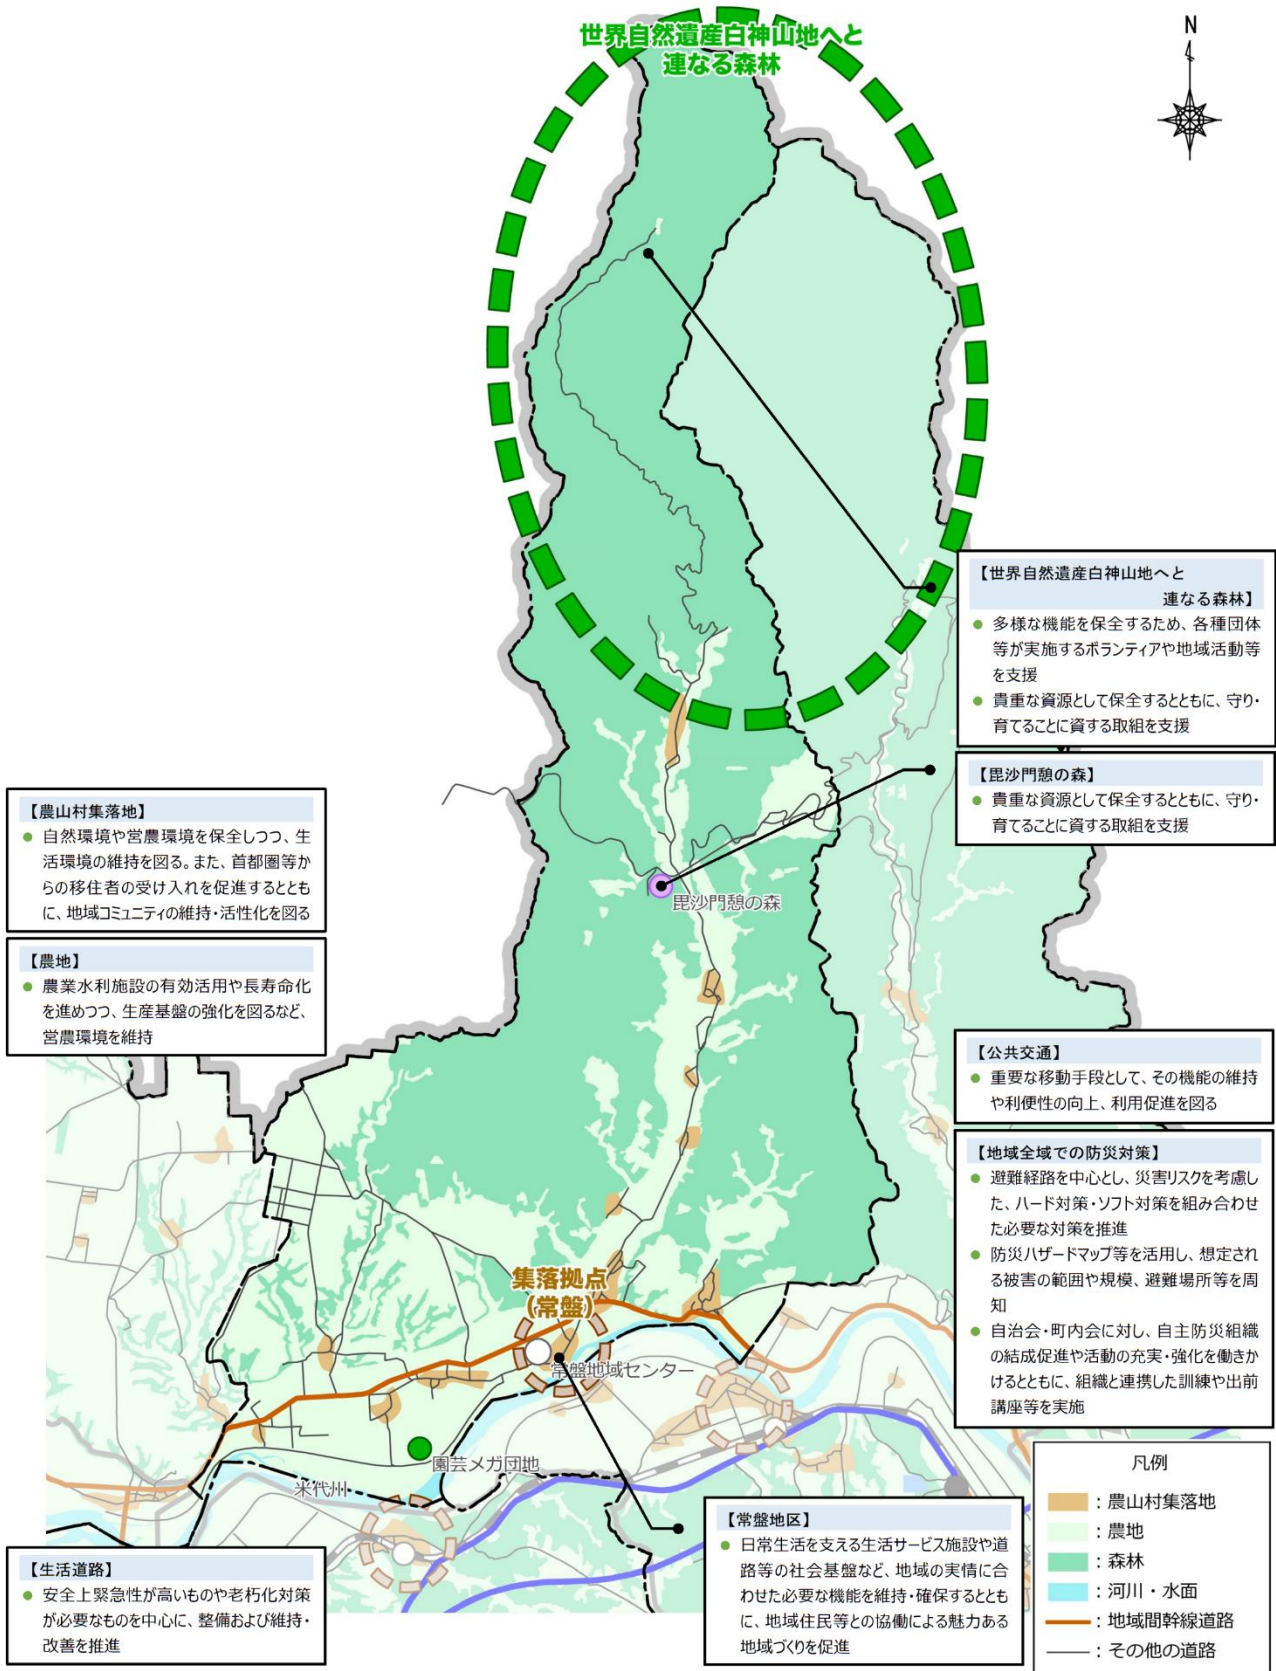 世界自然遺産白神山地へと
連なる森林
N
【世界自然遺産白神山地へと
連なる森林】
● 多様な機能を保全するため、各種団体
等が実施するボランティアや地域活動等
を支援
● 貴重な資源として保全するとともに、守り・
育てることに資する取組を支援
【毘沙門憩の森】
● 貴重な資源として保全するとともに、守り・
育てることに資する取組を支援
【農山村集落地】
● 自然環境や営農環境を保全しつつ、生
活環境の維持を図る。また、首都圏等か
らの移住者の受け入れを促進するととも
に、地域コミュニティの維持・活性化を図る
毘沙門憩の森
【農地】
● 農業水利施設の有効活用や長寿命化
を進めつつ、生産基盤の強化を図るなど、
営農環境を維持
【公共交通】
● 重要な移動手段として、その機能の維持
や利便性の向上、利用促進を図る
【地域全域での防災対策】
● 避難経路を中心とし、災害リスクを考慮し
た、ハード対策・ソフト対策を組み合わせ
た必要な対策を推進
● 防災ハザードマップ等を活用し、想定され
る被害の範囲や規模、避難場所等を周
知
● 自治会・町内会に対し、自主防災組織
の結成促進や活動の充実・強化を働きか
けるとともに、組織と連携した訓練や出前
講座等を実施
集落拠点
(常盤)
常盤地域センター
園芸メガ団地
米代川
【生活道路】
● 安全上緊急性が高いものや老朽化対策
が必要なものを中心に、整備および維持・
改善を推進
【常盤地区】
● 日常生活を支える生活サービス施設や道
路等の社会基盤など、地域の実情に合
わせた必要な機能を維持・確保するととも
に、地域住民等との協働による魅力ある
地域づくりを促進
凡例
：農山村集落地
：農地
：森林
：河川・水面
：地域間幹線道路
：その他の道路